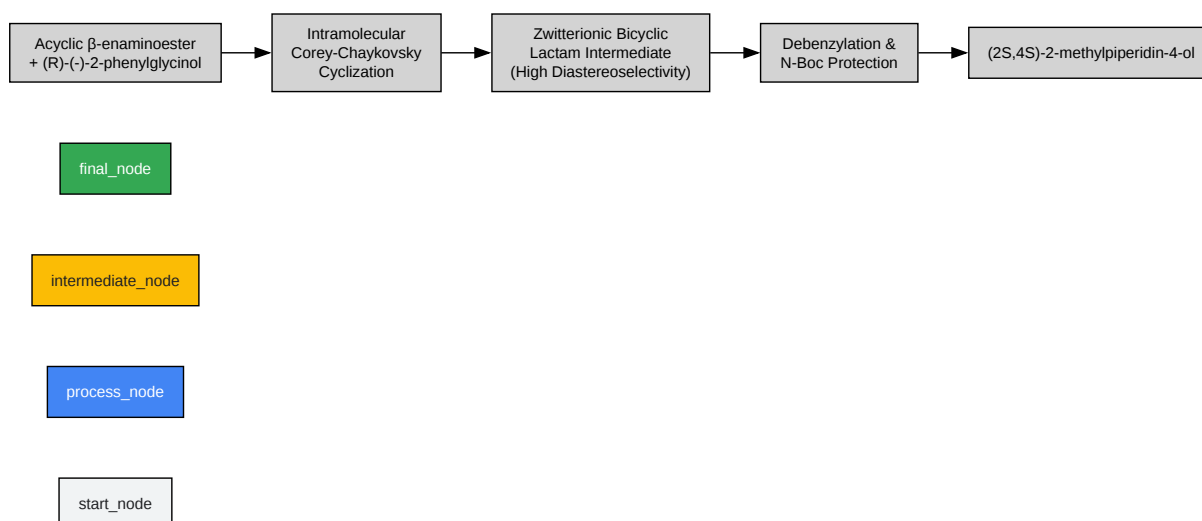 Acyclic β-enaminoester
+ (R)-(-)-2-phenylglycinol
Intramolecular
Corey-Chaykovsky
Cyclization
Zwitterionic Bicyclic
Lactam Intermediate
(High Diastereoselectivity)
Debenzylation &
N-Boc Protection
(2S,4S)-2-methylpiperidin-4-ol
final_node
intermediate_node
process_node
start_node